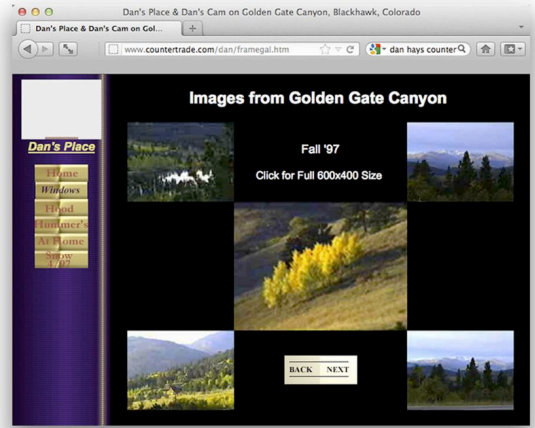 Dan's Place & Dan's Cam on Golden Gate Canyon, Blackhawk, Colorado
Dan's Place & Dan's Cam on Gol...
www.countertrade.com/dan/framegal.htm
dan hays counter
Images from Golden Gate Canyon
Dan's Place
Home
Windows
Hood
Hummer's
At Home
Snow
4/97
Fall '97
Click for Full 600x400 Size
BACK NEXT